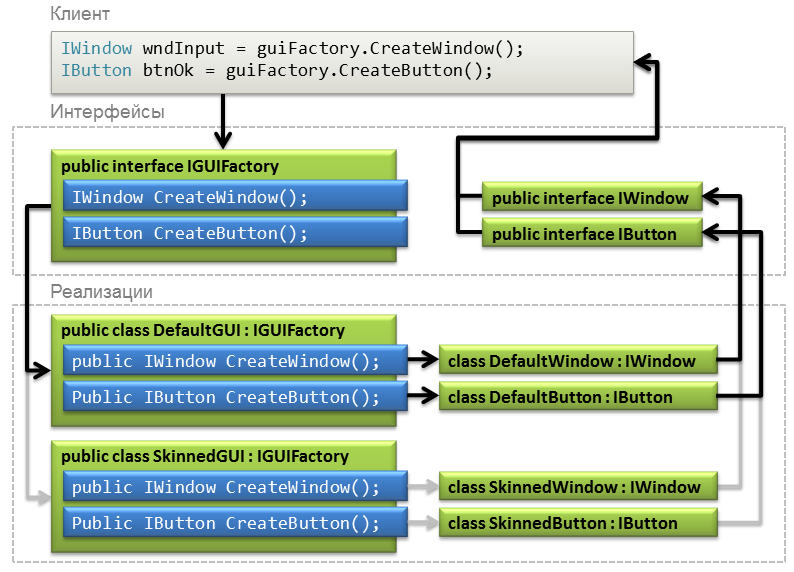 Клиент
IWindow wndInput = guiFactory.CreateWindow();
IButton btnOk = guiFactory.CreateButton();
Интерфейсы
public interface IGUIFactory
IWindow CreateWindow();
IButton CreateButton();
public interface IWindow
public interface IButton
Реализации
public class DefaultGUI : IGUIFactory
public IWindow CreateWindow();
Public IButton CreateButton();
class DefaultWindow : IWindow
class DefaultButton : IButton
public class SkinnedGUI : IGUIFactory
public IWindow CreateWindow();
Public IButton CreateButton();
class SkinnedWindow : IWindow
class SkinnedButton : IButton